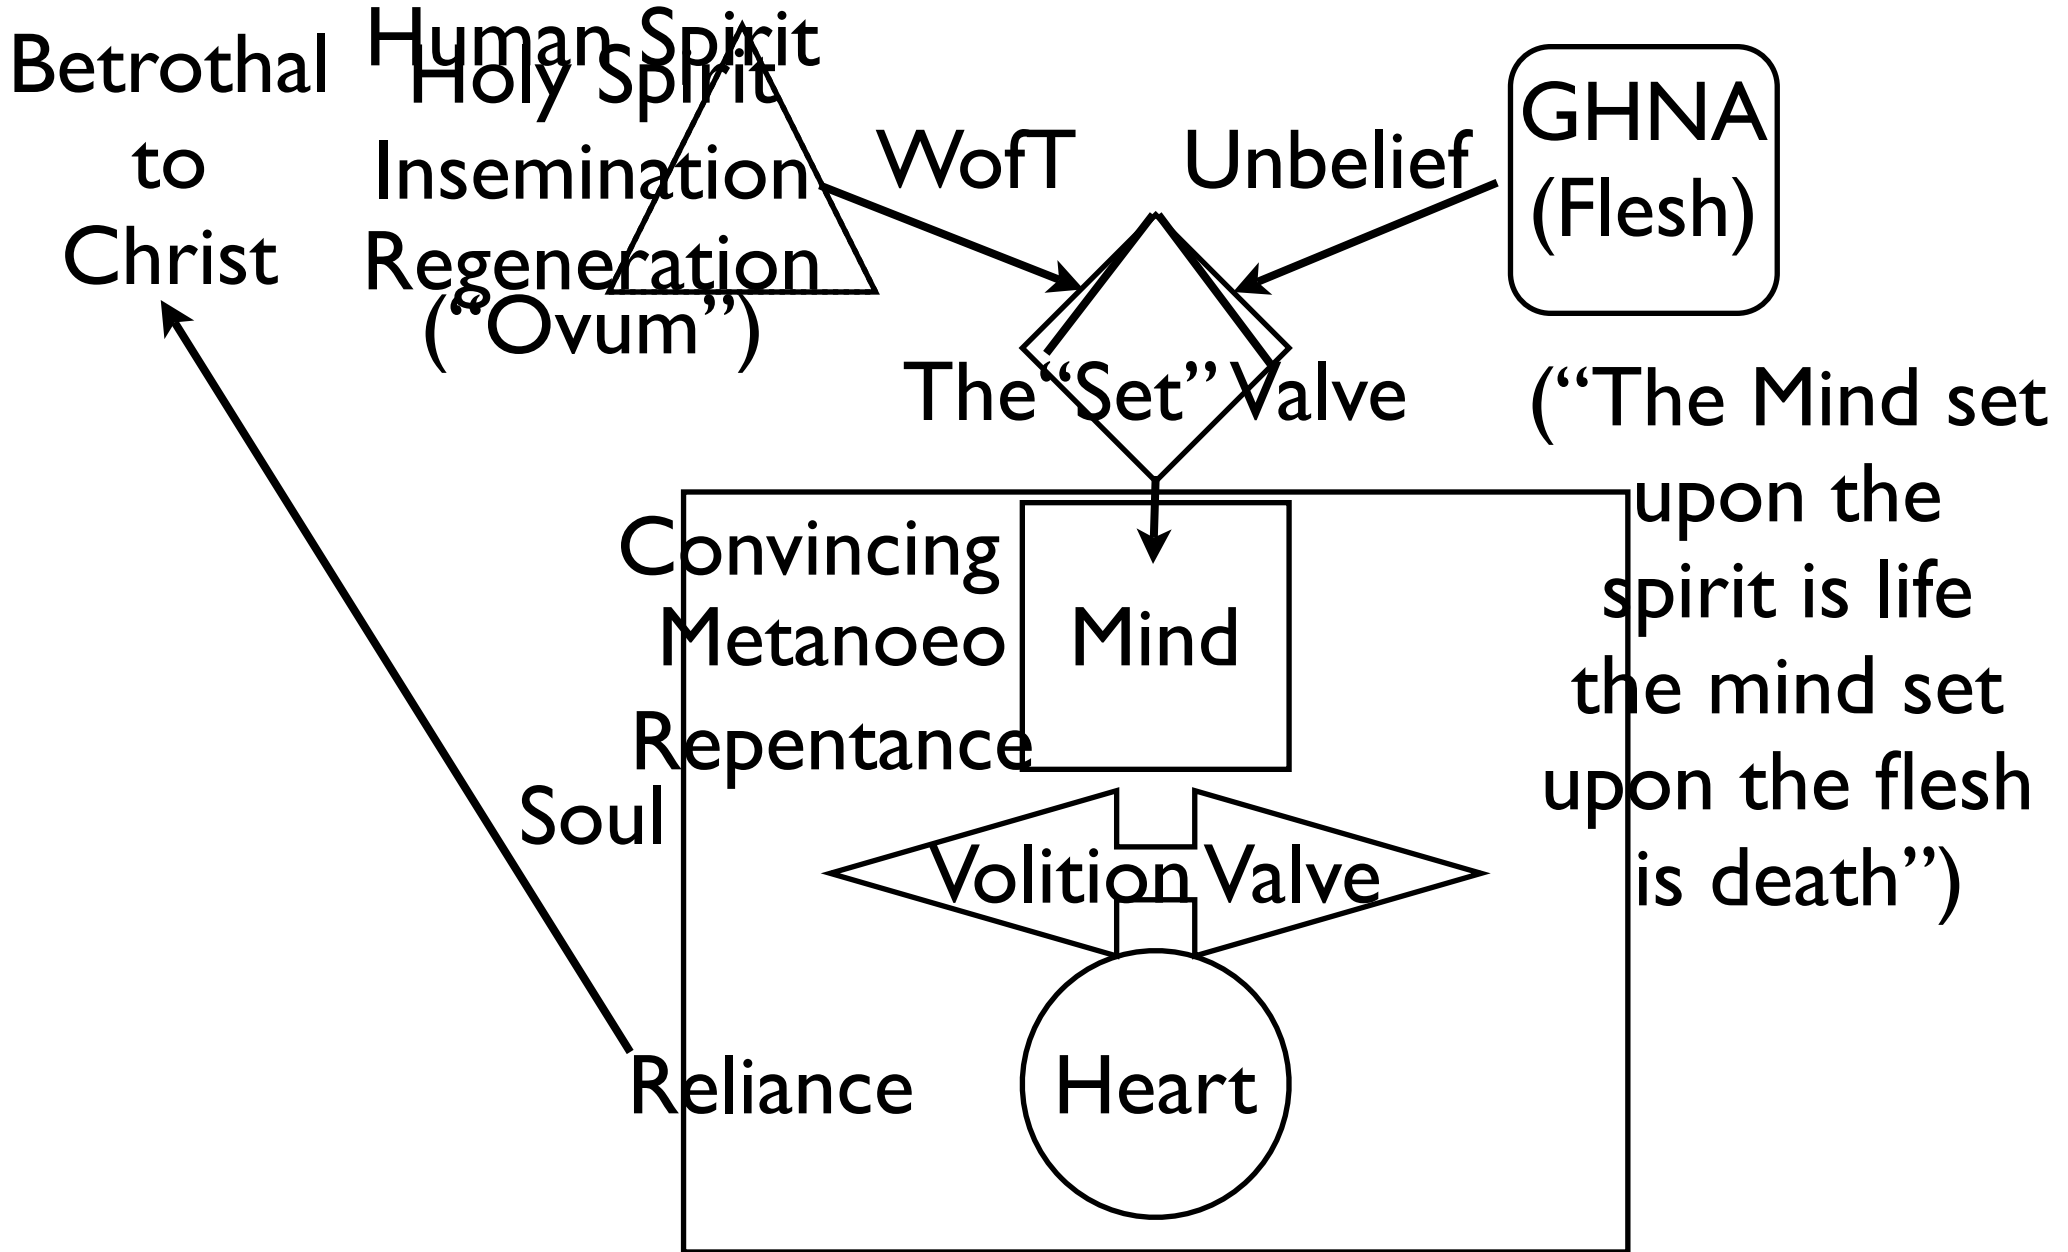 Betrothal
to
Christ
Human Spirit
Holy Spirit
Insemination
Regeneration
(“Ovum”)
WofT
Unbelief
GHNA
(Flesh)
The “Set” Valve
(“The Mind set
upon the
spirit is life
the mind set
upon the flesh
is death”)
Convincing
Metanoeo
Repentance
Mind
Soul
Volition Valve
Reliance
Heart